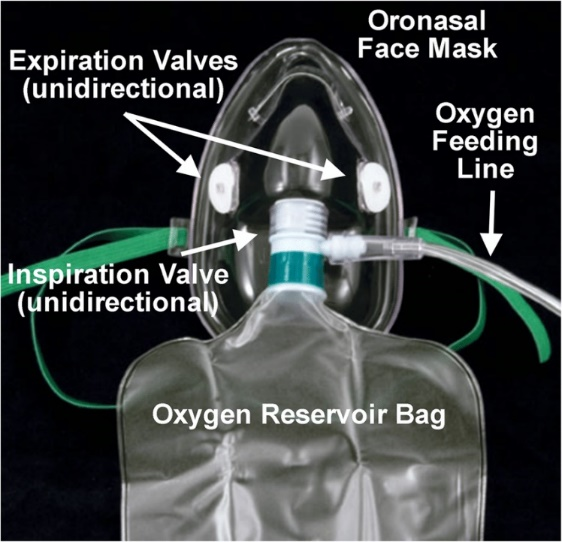 Oronasal
Face Mask
Expiration Valves
(unidirectional)
Oxygen
Feeding
Line
Inspiration Valve
(unidirectional)
Oxygen Reservoir Bag